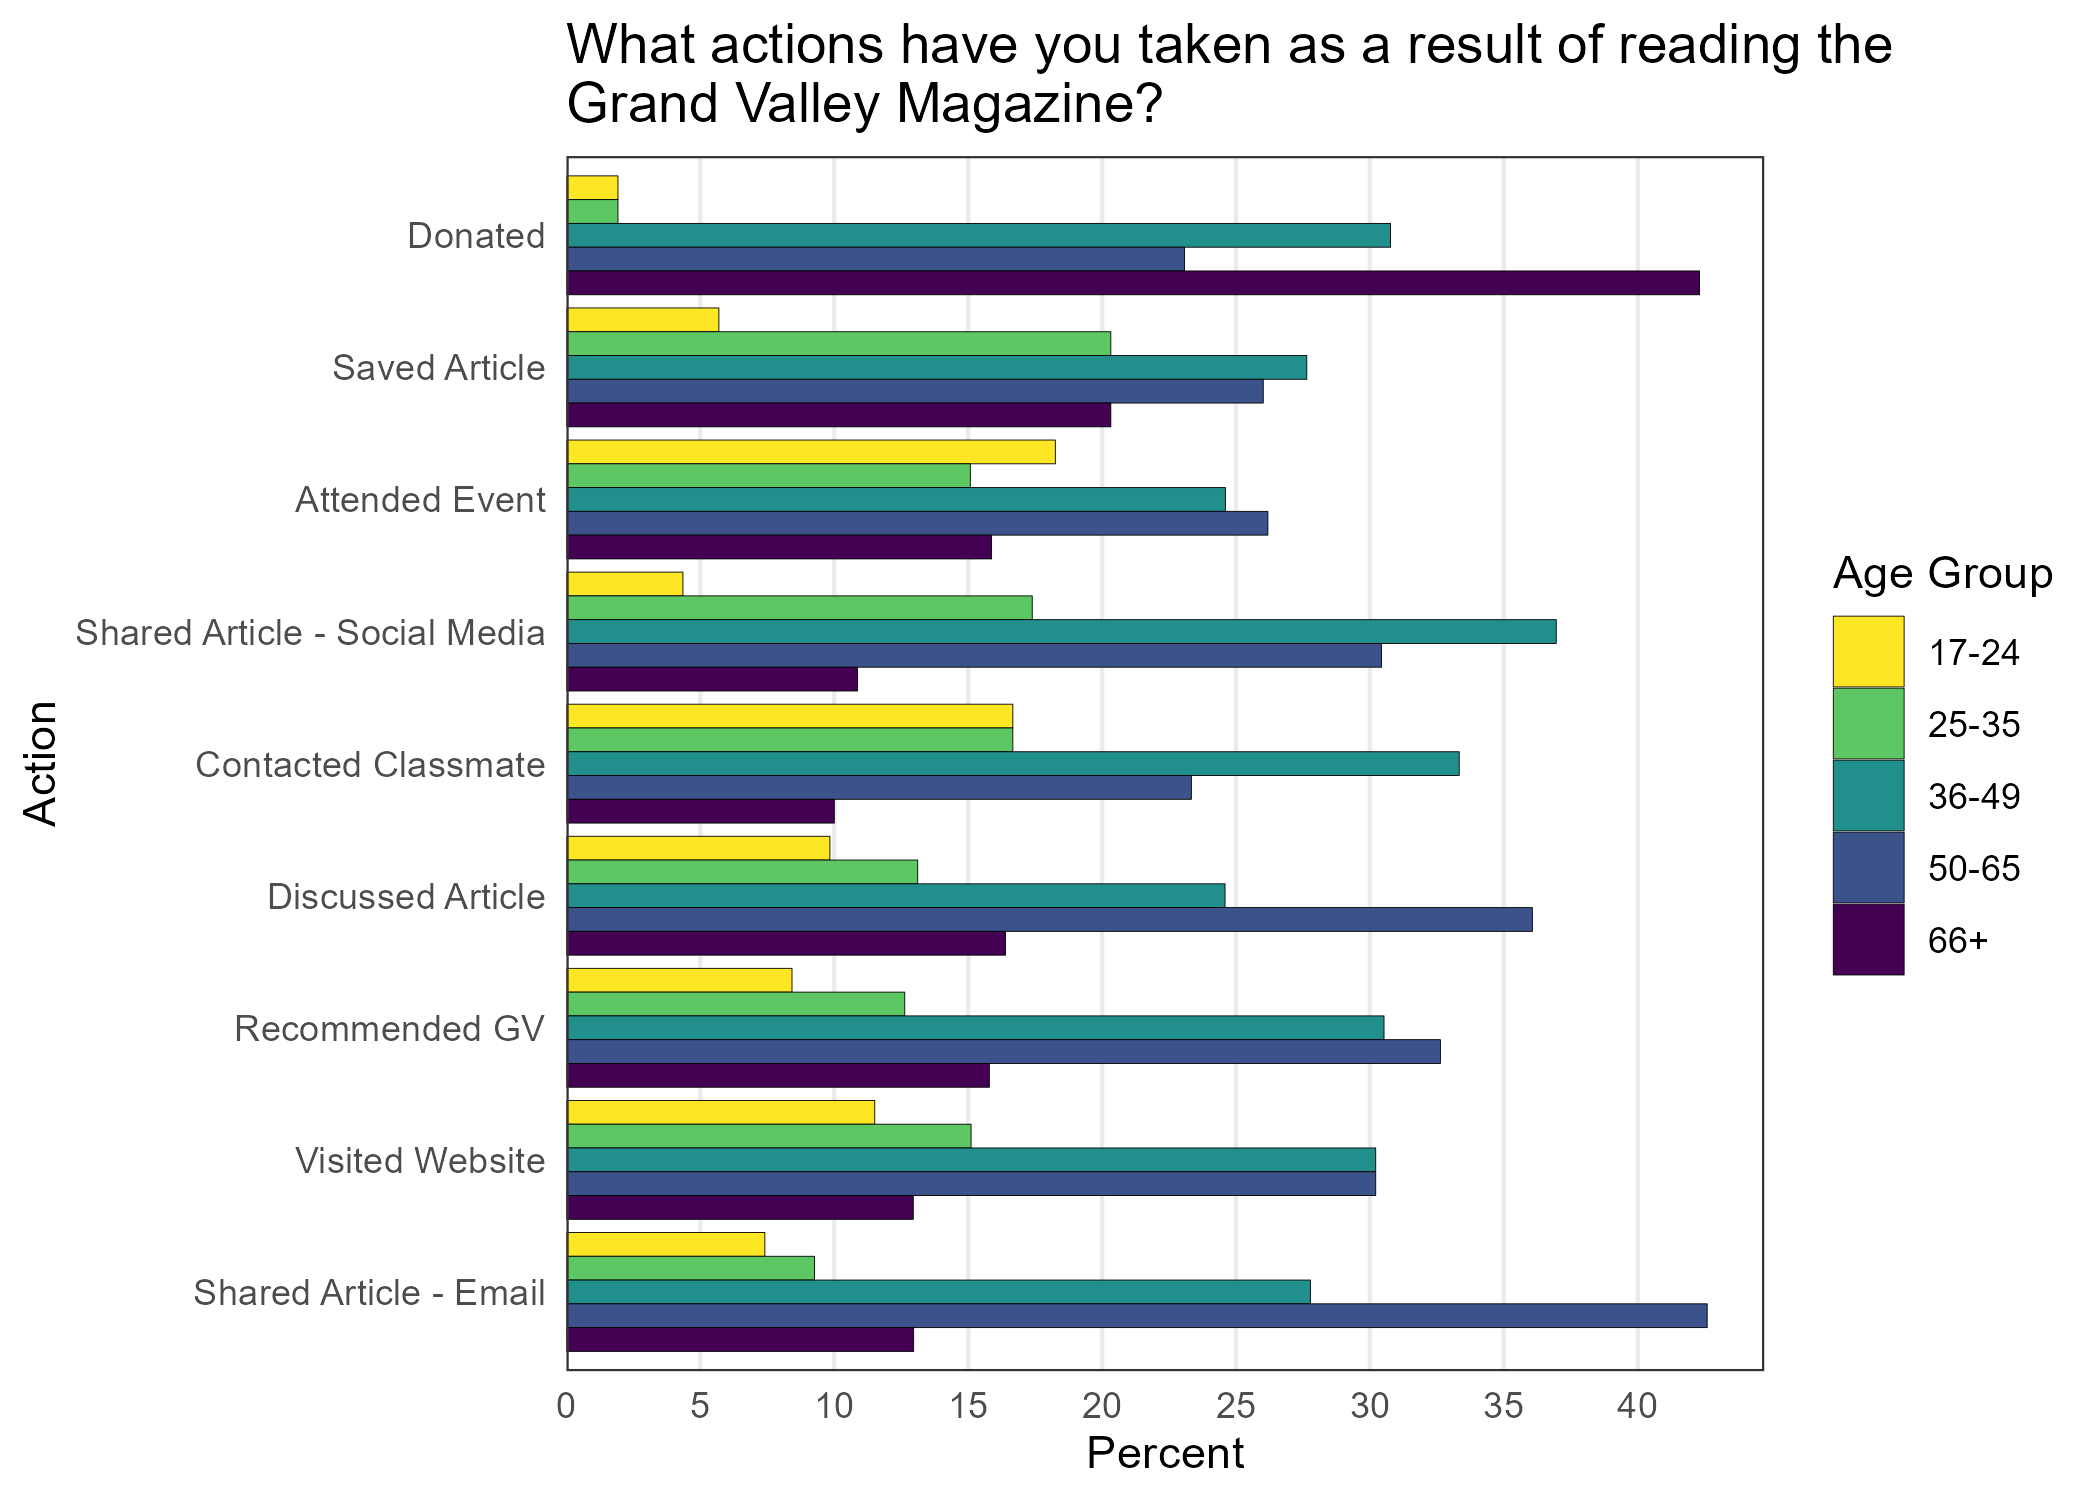 What actions have you taken as a result of reading the
Grand Valley Magazine?
Action
Donated
Saved Article
Attended Event
Shared Article - Social Media
Contacted Classmate
Discussed Article
Recommended GV
Visited Website
Shared Article - Email
0 5 10 15 20 25 30 35 40
Percent
Age Group
17-24
25-35
36-49
50-65
66+